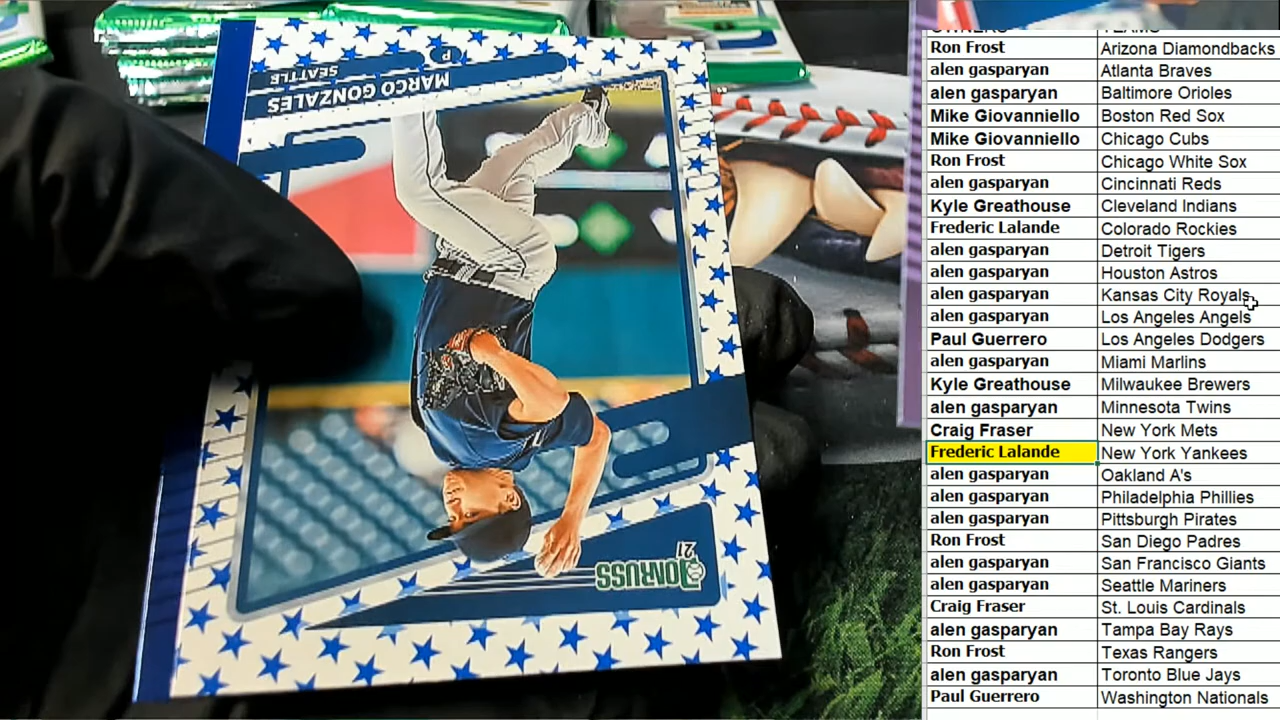 MARCO GONZALES
P
SEATTLE
21
DONRUSS
OWNERS TEAMS
Ron Frost Arizona Diamondbacks
alen gasparyan Atlanta Braves
alen gasparyan Baltimore Orioles
Mike Giovanniello Boston Red Sox
Mike Giovanniello Chicago Cubs
Ron Frost Chicago White Sox
alen gasparyan Cincinnati Reds
Kyle Greathouse Cleveland Indians
Frederic Lalande Colorado Rockies
alen gasparyan Detroit Tigers
alen gasparyan Houston Astros
alen gasparyan Kansas City Royals
alen gasparyan Los Angeles Angels
Paul Guerrero Los Angeles Dodgers
alen gasparyan Miami Marlins
Kyle Greathouse Milwaukee Brewers
alen gasparyan Minnesota Twins
Craig Fraser New York Mets
Frederic Lalande New York Yankees
alen gasparyan Oakland A's
alen gasparyan Philadelphia Phillies
alen gasparyan Pittsburgh Pirates
Ron Frost San Diego Padres
alen gasparyan San Francisco Giants
alen gasparyan Seattle Mariners
Craig Fraser St. Louis Cardinals
alen gasparyan Tampa Bay Rays
Ron Frost Texas Rangers
alen gasparyan Toronto Blue Jays
Paul Guerrero Washington Nationals